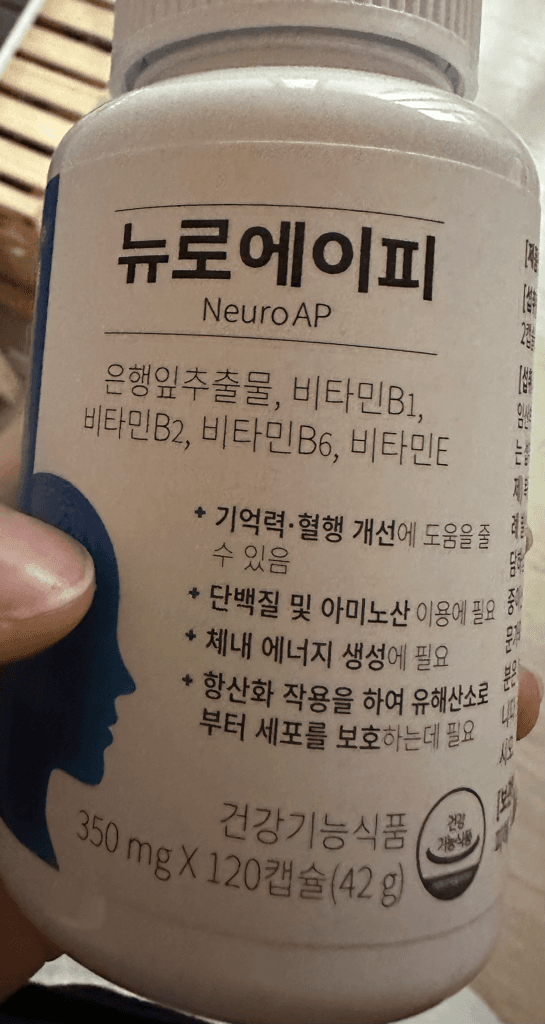 뉴로에이피
NeuroAP
은행잎추출물, 비타민B1,
비타민B2, 비타민B6, 비타민E
+ 기억력·혈행 개선에 도움을 줄
수 있음
+ 단백질 및 아미노산 이용에 필요
+ 체내 에너지 생성에 필요
+ 항산화 작용을 하여 유해산소로
부터 세포를 보호하는데 필요
건강기능식품
350 mg X 120캡슐(42 g)
건강
기능식품